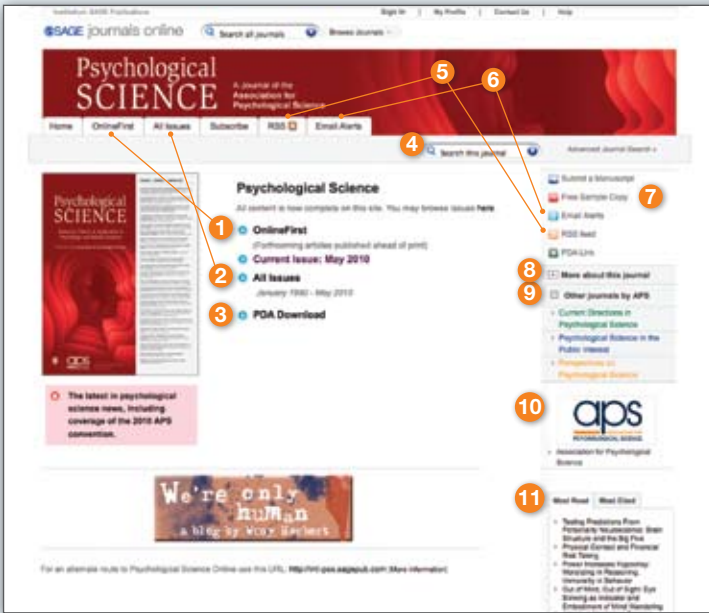 Institution: SAGE Publications
Sign In | My Profile | Contact Us | Help
SAGE journals online
Search all journals
Browse Journals
Psychological
SCIENCE
A Journal of the
Association for
Psychological Science
5
6
Home
OnlineFirst
All Issues
Subscribe
RSS
Email Alerts
4
Search this journal
Advanced Journal Search »
Psychological
SCIENCE
aps
Psychological Science
All content is now complete on this site. You may browse issues here
1
OnlineFirst
(Forthcoming articles published ahead of print)
Current Issue: May 2010
2
All Issues
January 1990 - May 2010
3
PDA Download
Submit a Manuscript
Free Sample Copy
7
Email Alerts
RSS feed
PDA Link
8
More about this journal
9
Other journals by APS
Current Directions in
Psychological Science
Psychological Science in the
Public Interest
Perspectives on
Psychological Science
The latest in psychological
science news, including
coverage of the 2010 APS
convention.
10
aps
PSYCHOLOGICAL SCIENCE
Association for Psychological
Science
We're only
human
a blog by Wray Herbert
11
Most Read
Most Cited
Testing Predictions From
Personality Neuroscience: Brain
Structure and the Big Five
Physical Contact and Financial
Risk Taking
Power Increases Hypocrisy:
Moralizing in Reasoning,
Immorality in Behavior
Out of Mind, Out of Sight: Eye
Blinking as Indicator and
Embodiment of Mind Wandering
For an alternate route to Psychological Science Online use this URL: (More Information)